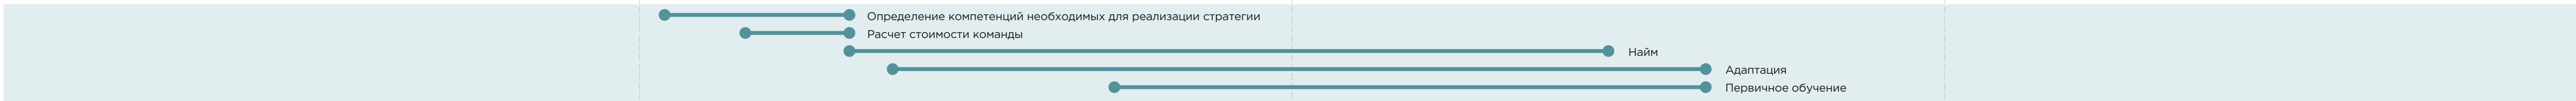 Определение компетенций необходимых для реализации стратегии
Расчет стоимости команды
Найм
Адаптация
Первичное обучение